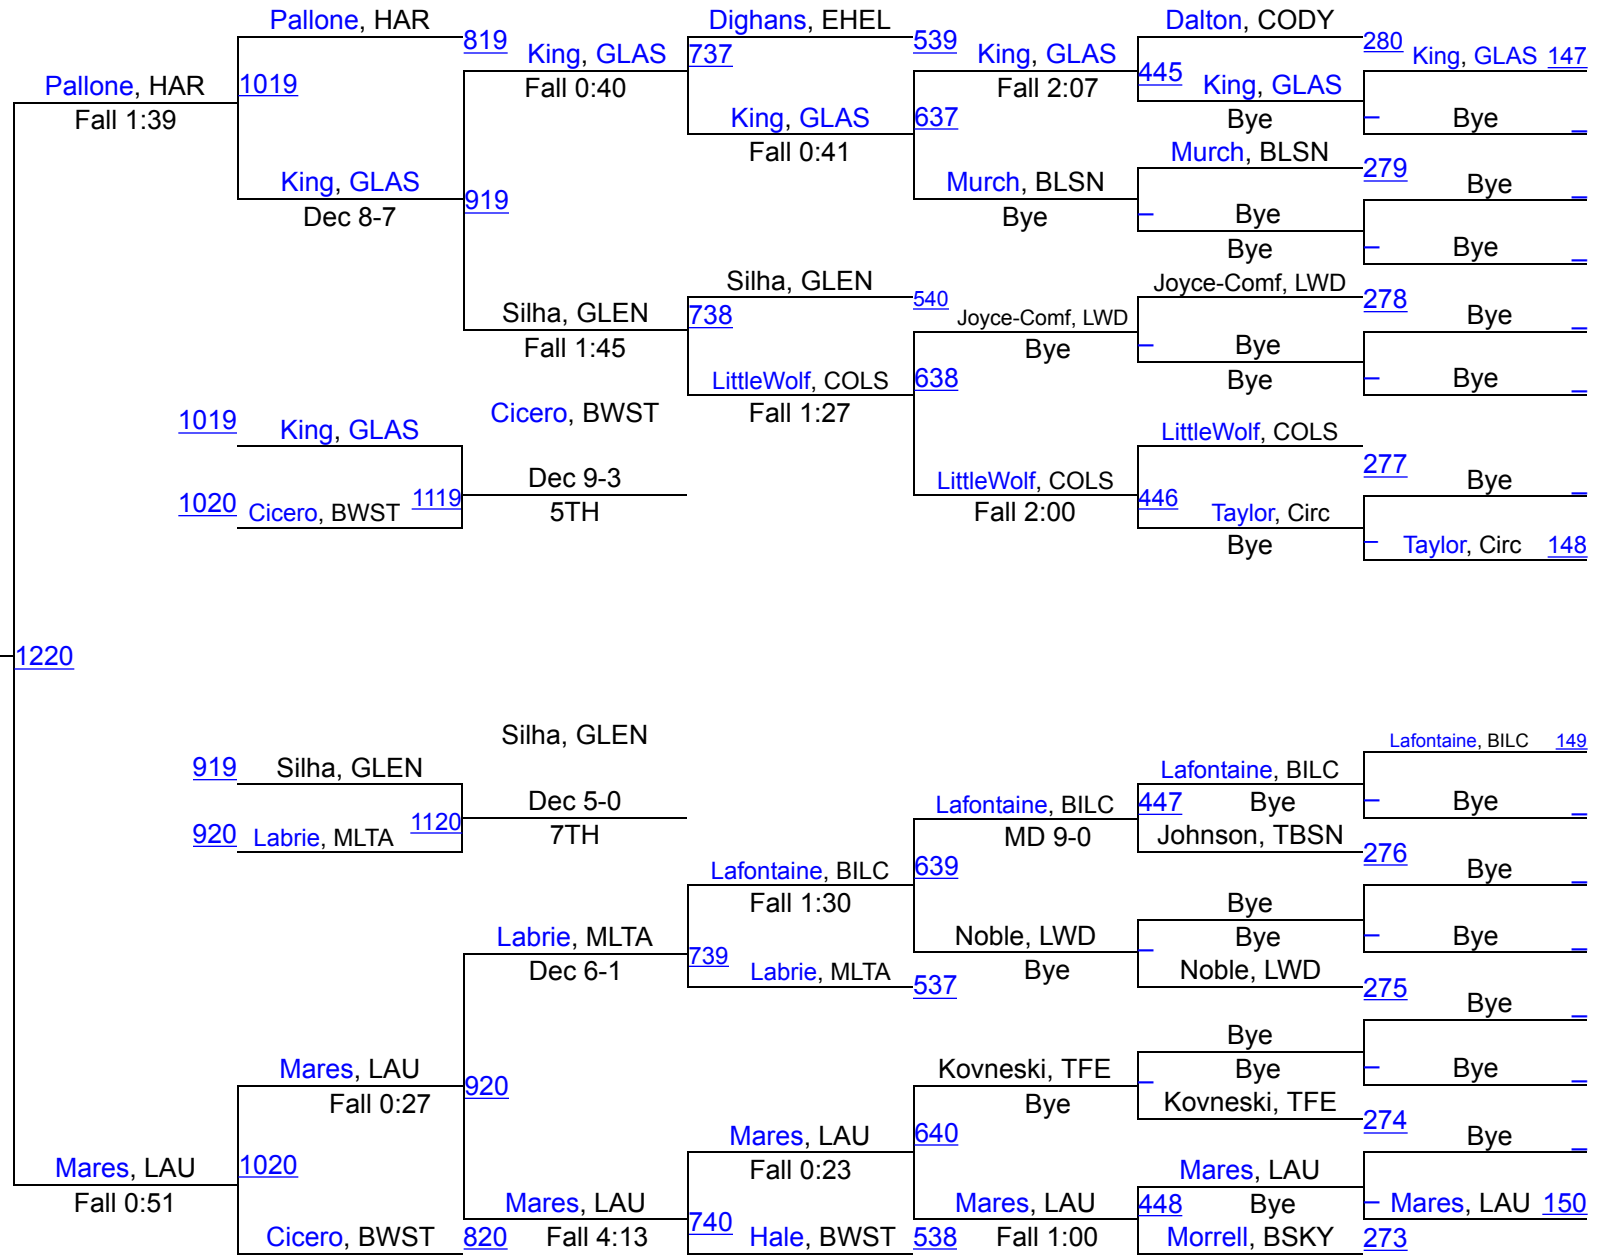 Pallone, HAR
819
Dighans, EHEL
539
Dalton, CODY
280
King, GLAS
737
King, GLAS
King, GLAS 147
Pallone, HAR
1019
Fall 0:40
Fall 2:07
445
King, GLAS
Fall 1:39
King, GLAS
637
Bye
– Bye _
Fall 0:41
Murch, BLSN
279
King, GLAS
919
Murch, BLSN
Bye _
Dec 8-7
Bye
– Bye
Bye
– Bye _
Silha, GLEN
540
Joyce-Comf, LWD
278
Silha, GLEN
738
Joyce-Comf, LWD
Bye _
Fall 1:45
Bye
– Bye
LittleWolf, COLS
638
Bye
– Bye _
1019
King, GLAS
Cicero, BWST
Fall 1:27
LittleWolf, COLS
277
Dec 9-3
LittleWolf, COLS
446
Bye _
1020
Cicero, BWST
1119
5TH
Fall 2:00
Taylor, Circ
Bye
– Taylor, Circ 148
1220
Silha, GLEN
Lafontaine, BILC 149
919
Silha, GLEN
Lafontaine, BILC
Dec 5-0
Lafontaine, BILC
447
Bye
– Bye _
920
Labrie, MLTA
1120
7TH
MD 9-0
Johnson, TBSN
276
Lafontaine, BILC
639
Bye _
Fall 1:30
Bye
Labrie, MLTA
739
Noble, LWD
– Bye
– Bye _
Dec 6-1
Labrie, MLTA
537
Bye
Noble, LWD
275
Bye _
Bye
Mares, LAU
920
Kovneski, TFE
– Bye
– Bye _
Fall 0:27
Bye
Kovneski, TFE
274
Mares, LAU
640
Bye _
Mares, LAU
1020
Fall 0:23
Mares, LAU
Fall 0:51
Mares, LAU
740
Mares, LAU
448
Bye
– Mares, LAU 150
Cicero, BWST
820
Fall 4:13
Hale, BWST
538
Fall 1:00
Morrell, BSKY
273